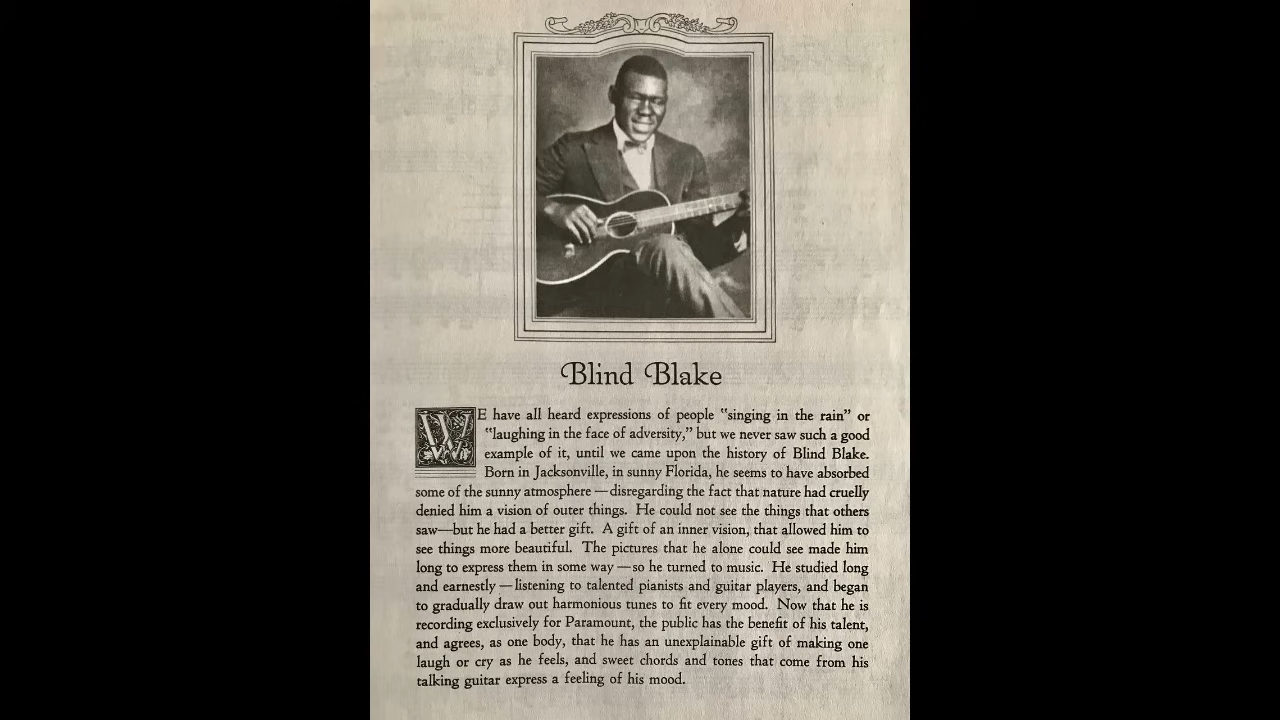 Blind Blake
WE have all heard expressions of people "singing in the rain" or
"laughing in the face of adversity," but we never saw such a good
example of it, until we came upon the history of Blind Blake.
Born in Jacksonville, in sunny Florida, he seems to have absorbed
some of the sunny atmosphere—disregarding the fact that nature had cruelly
denied him a vision of outer things. He could not see the things that others
saw—but he had a better gift. A gift of an inner vision, that allowed him to
see things more beautiful. The pictures that he alone could see made him
long to express them in some way—so he turned to music. He studied long
and earnestly—listening to talented pianists and guitar players, and began
to gradually draw out harmonious tunes to fit every mood. Now that he is
recording exclusively for Paramount, the public has the benefit of his talent,
and agrees, as one body, that he has an unexplainable gift of making one
laugh or cry as he feels, and sweet chords and tones that come from his
talking guitar express a feeling of his mood.